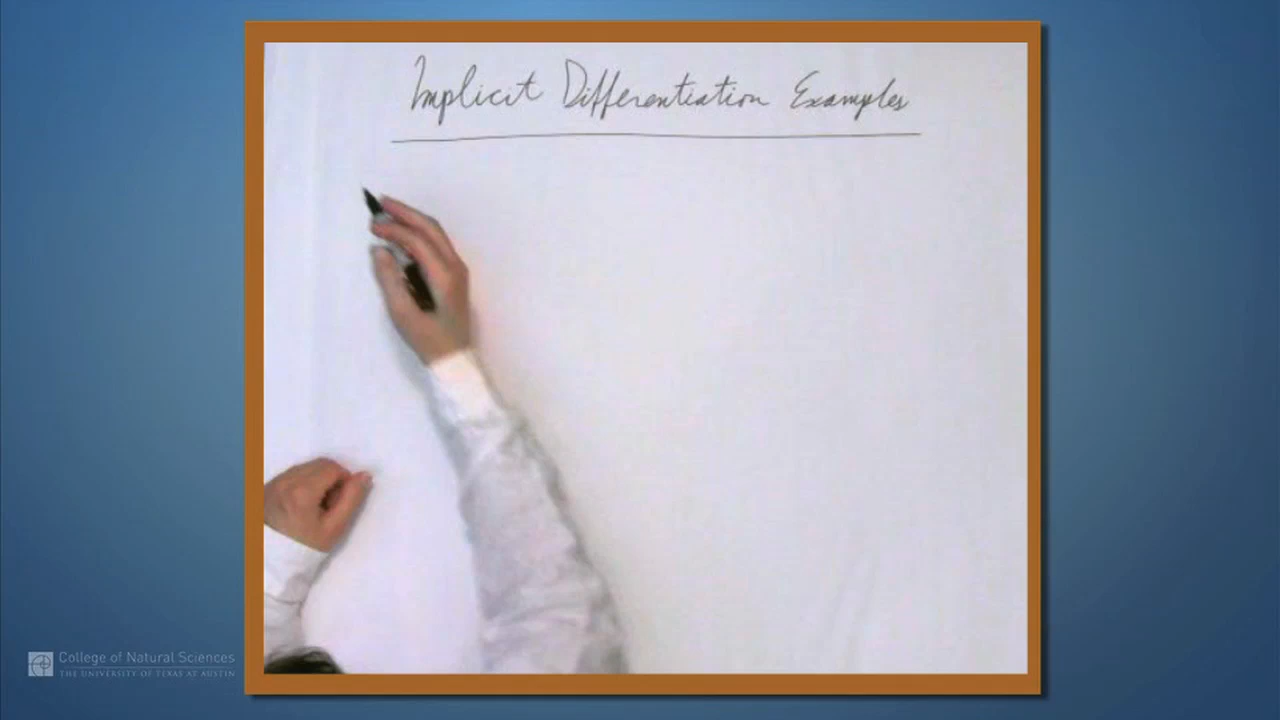 Implicit Differentiation Examples
College of Natural Sciences
THE UNIVERSITY OF TEXAS AT AUSTIN